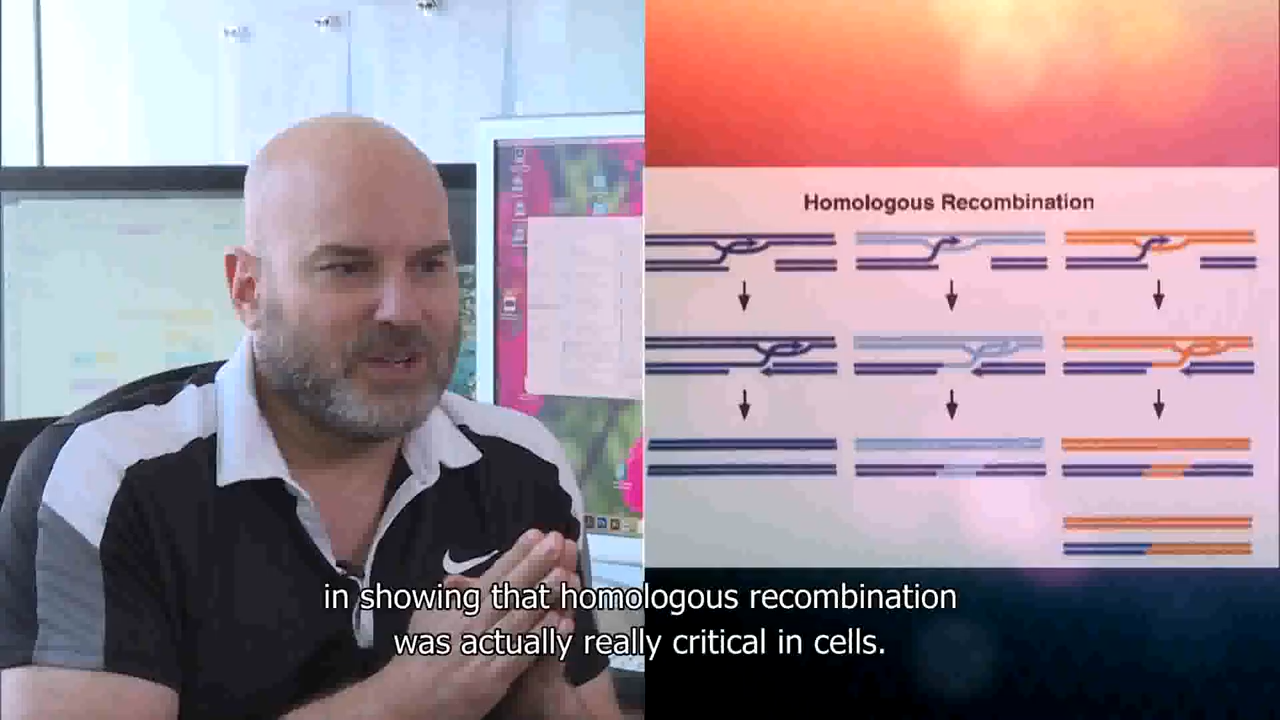 Homologous Recombination
in showing that homologous recombination
was actually really critical in cells.